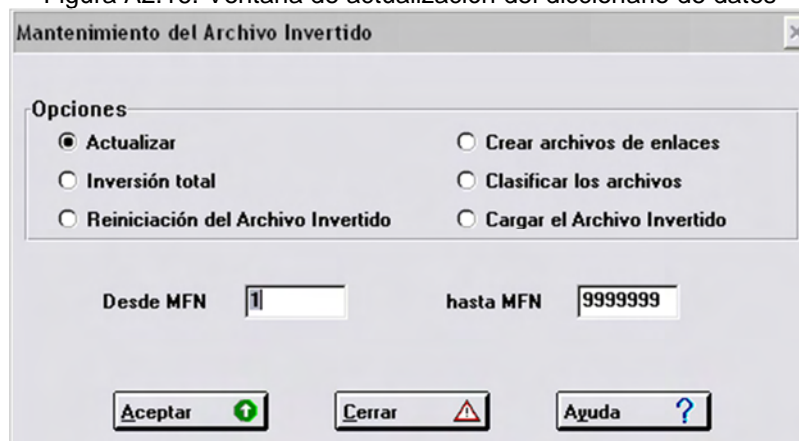 Figura A2.10. Ventana de actualización del diccionario de datos
Mantenimiento del Archivo Invertido
Opciones
Actualizar
Crear archivos de enlaces
Inversión total
Clasificar los archivos
Reiniciación del Archivo Invertido
Cargar el Archivo Invertido
Desde MFN 1 hasta MFN 9999999
Aceptar Cerrar Ayuda ?